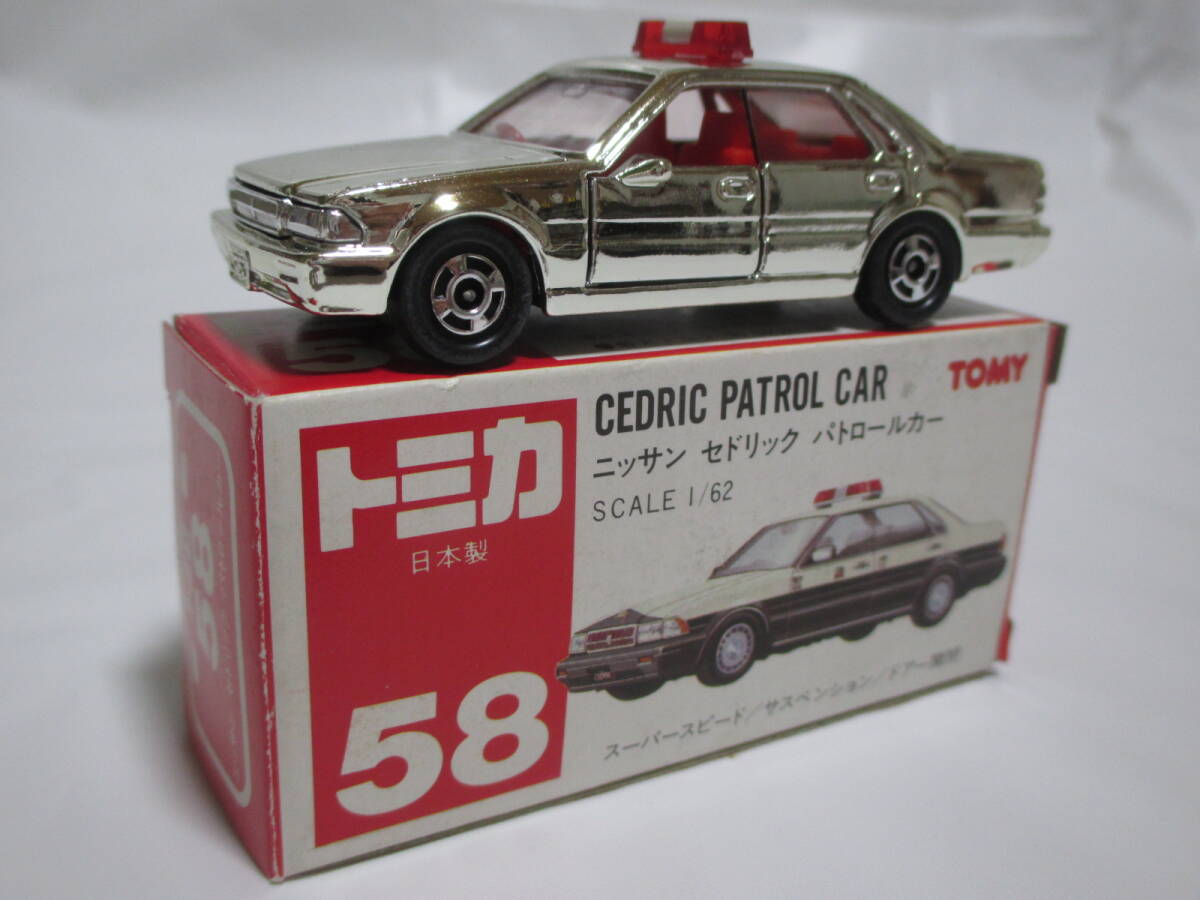 CEDRIC PATROL CAR
TOMY
ニッサン セドリック パトロールカー
SCALE 1/62
トミカ
日本製
58
スーパースピード/サスペンション/ドアー開閉
58